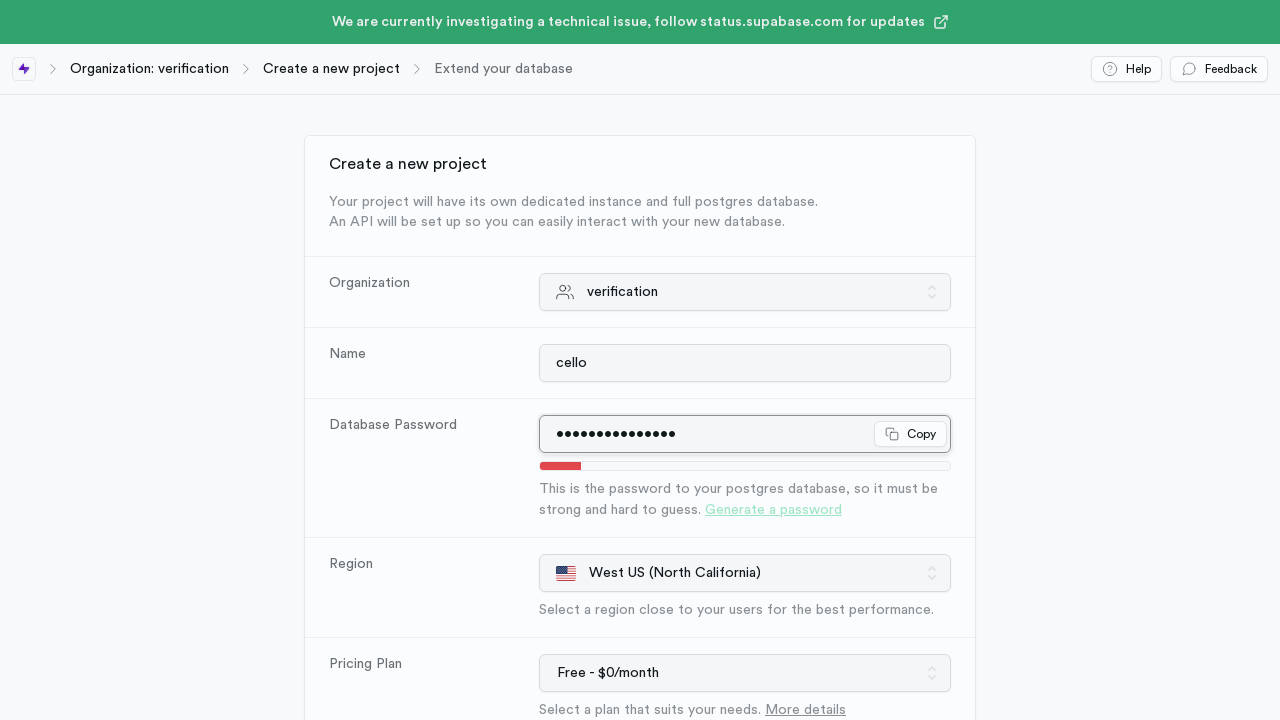 We are currently investigating a technical issue, follow status.supabase.com for updates
Organization: verification
Create a new project
Extend your database
Help
Feedback
Create a new project
Your project will have its own dedicated instance and full postgres database.
An API will be set up so you can easily interact with your new database.
Organization
verification
Name
cello
Database Password
•••••••••••••••
Copy
This is the password to your postgres database, so it must be
strong and hard to guess. Generate a password
Region
West US (North California)
Select a region close to your users for the best performance.
Pricing Plan
Free - $0/month
Select a plan that suits your needs. More details